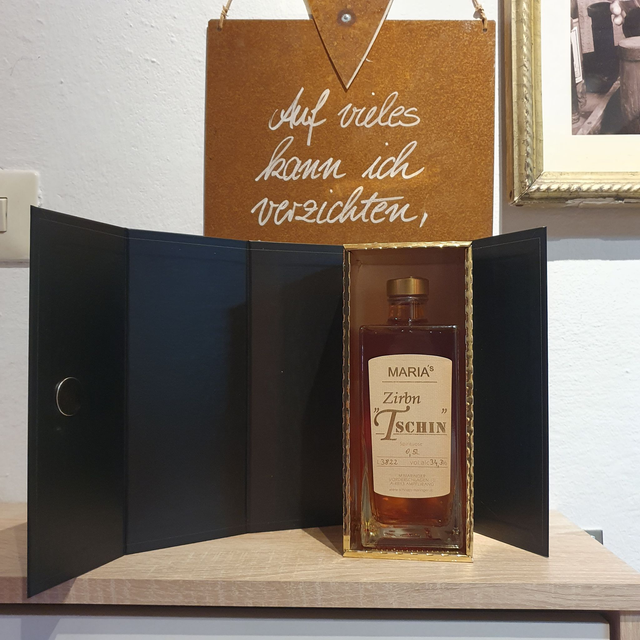 Auf vieles
kann ich
verzichten,
MARIA's
Zirbn
"TSCHIN"